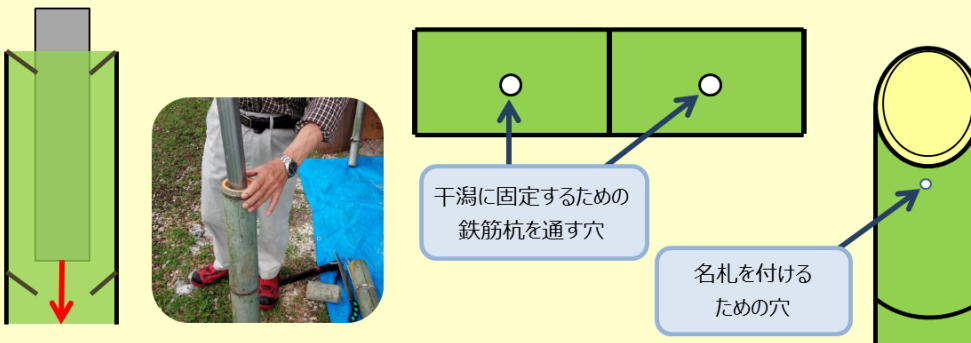 干潟に固定するための
鉄筋杭を通す穴
名札を付ける
ための穴